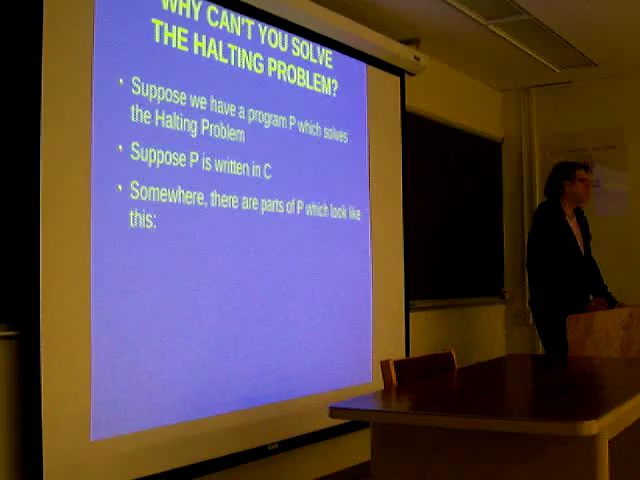 WHY CAN'T YOU SOLVE
THE HALTING PROBLEM?
• Suppose we have a program P which solves
the Halting Problem
• Suppose P is written in C
• Somewhere, there are parts of P which look like
this: